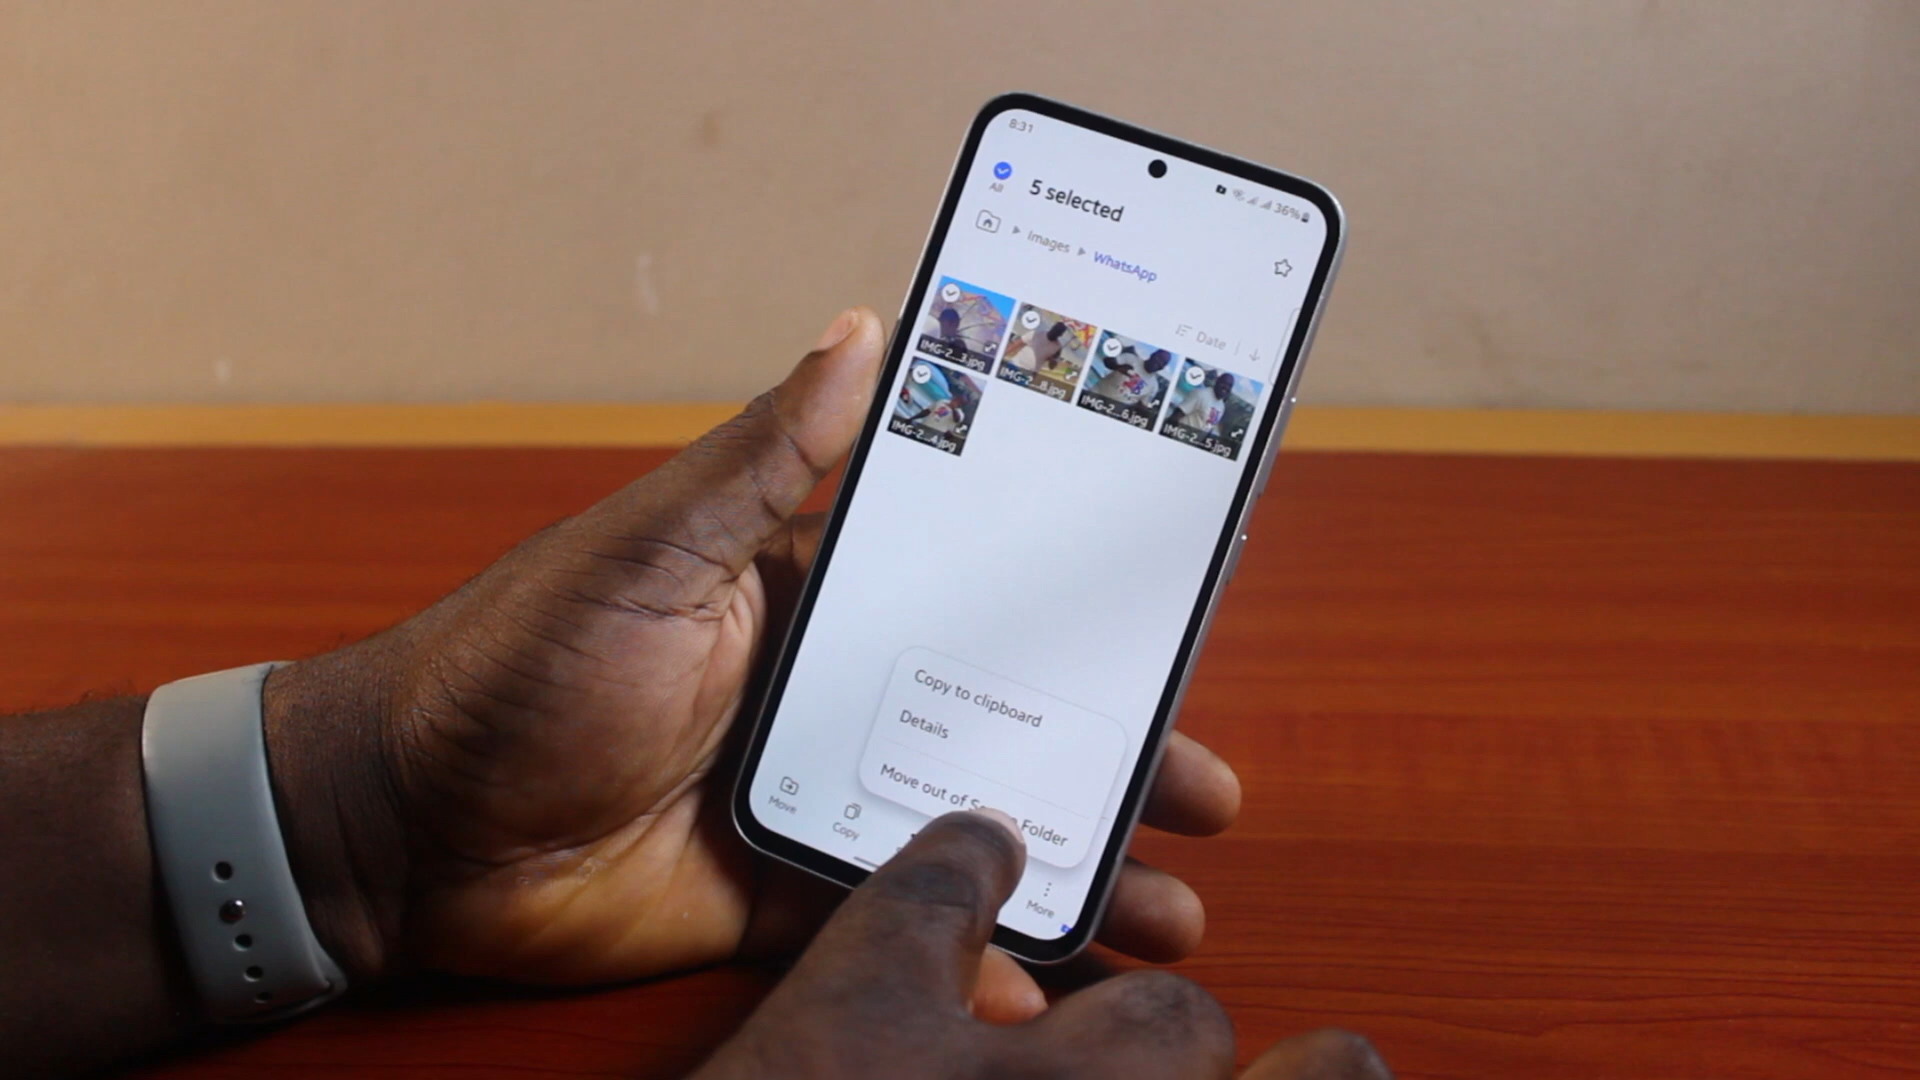 8:31
36%
All
5 selected
Images
WhatsApp
Date
IMG-2...3.jpg
IMG-2...8.jpg
IMG-2...6.jpg
IMG-2...5.jpg
IMG-2...4.jpg
Copy to clipboard
Details
Move out of Folder
Move
Copy
More